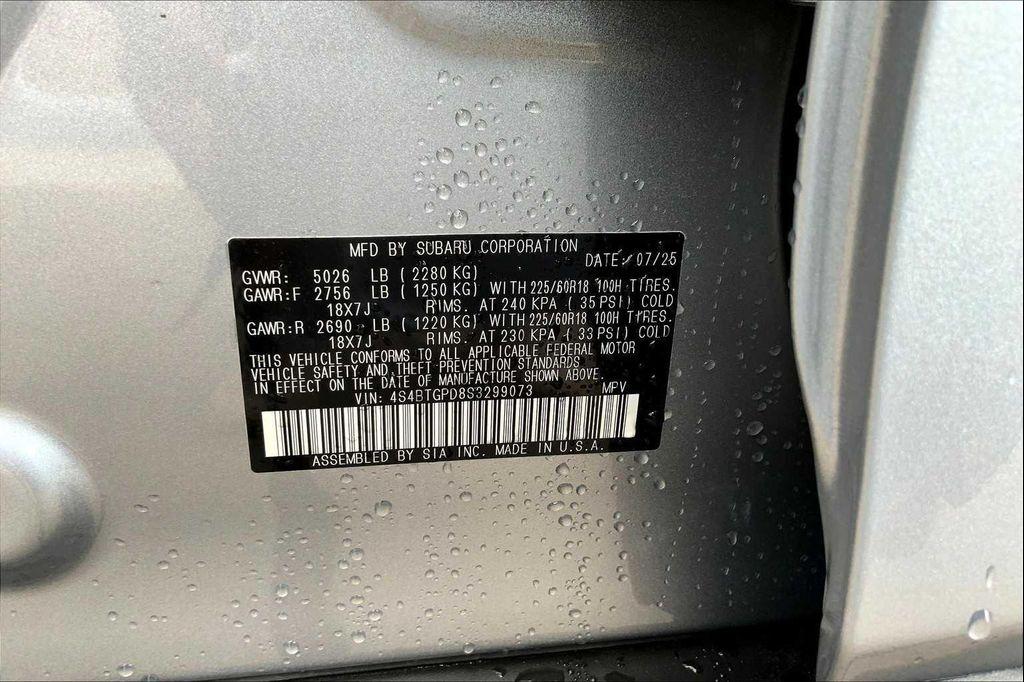 MFD BY SUBARU CORPORATION
DATE: 07/25
GVWR: 5026 LB ( 2280 KG)
GAWR:F 2756 LB ( 1250 KG) WITH 225/60R18 100H TIRES.
18X7J RIMS. AT 240 KPA ( 35 PSI) COLD
GAWR:R 2690 LB ( 1220 KG) WITH 225/60R18 100H TIRES.
18X7J RIMS. AT 230 KPA ( 33 PSI) COLD
THIS VEHICLE CONFORMS TO ALL APPLICABLE FEDERAL MOTOR
VEHICLE SAFETY AND THEFT PREVENTION STANDARDS
IN EFFECT ON THE DATE OF MANUFACTURE SHOWN ABOVE.
VIN: 4S4BTGPD8S3299073 MPV
ASSEMBLED BY SIA INC. MADE IN U.S.A.